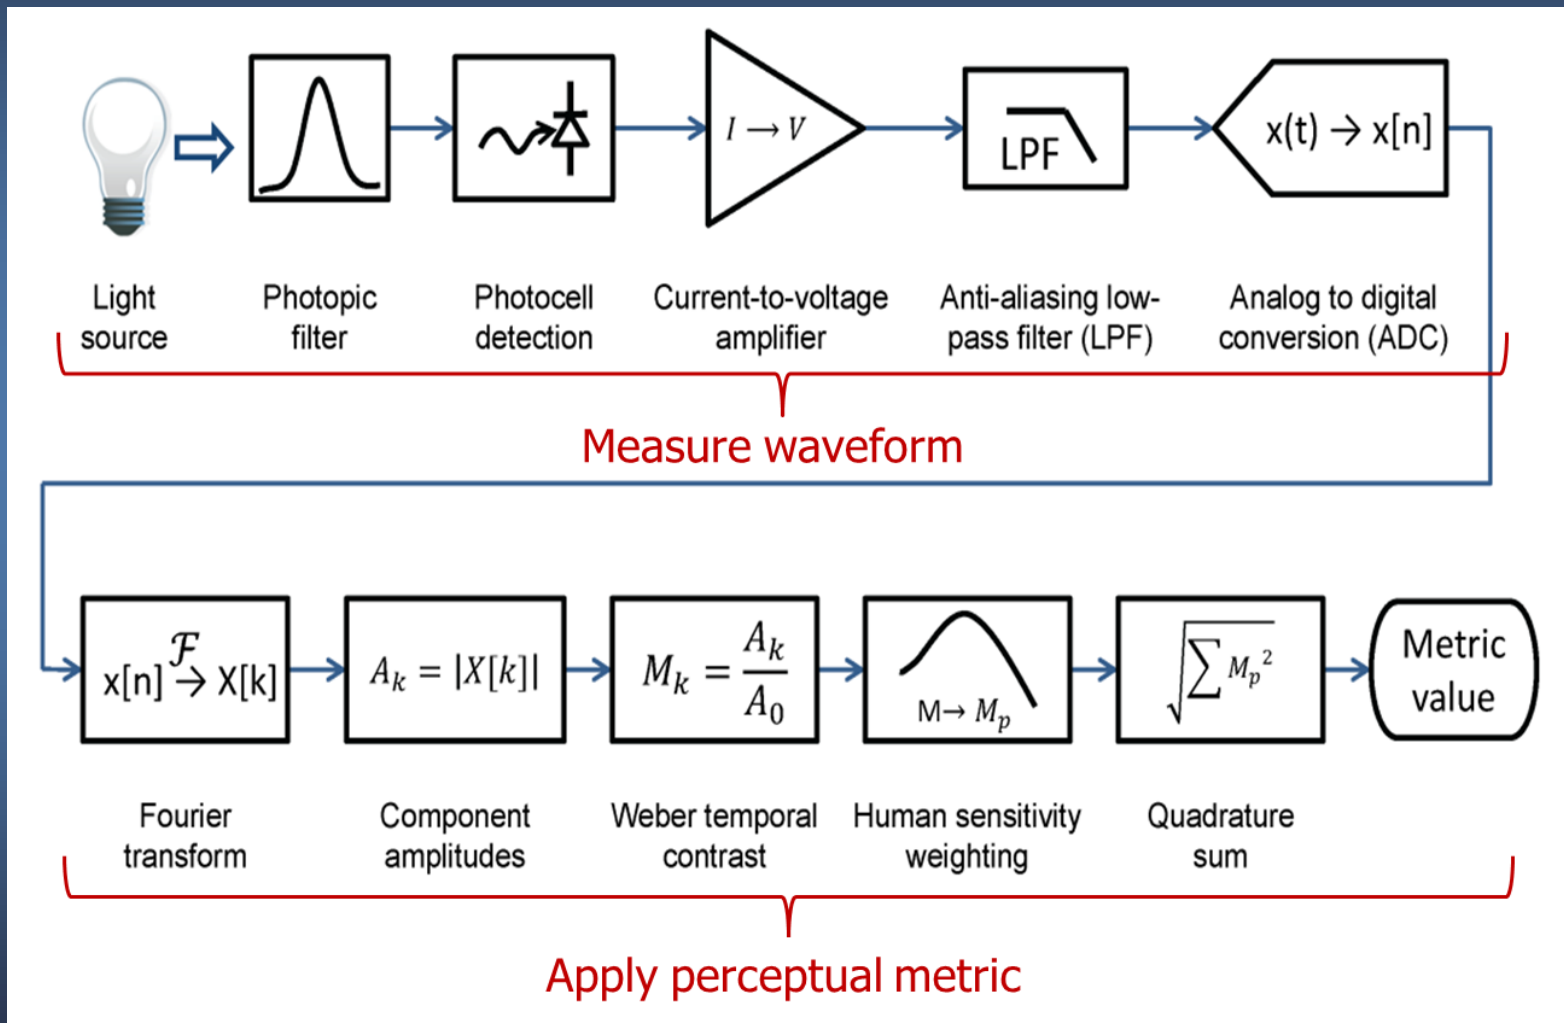 I → V
LPF
x(t) → x[n]
Light
source
Photopic
filter
Photocell
detection
Current-to-voltage
amplifier
Anti-aliasing low-
pass filter (LPF)
Analog to digital
conversion (ADC)
Measure waveform
ℱ
x[n] → X[k]
A_k = |X[k]|
M_k = A_k / A_0
M→ M_p
√∑ M_p²
Metric
value
Fourier
transform
Component
amplitudes
Weber temporal
contrast
Human sensitivity
weighting
Quadrature
sum
Apply perceptual metric